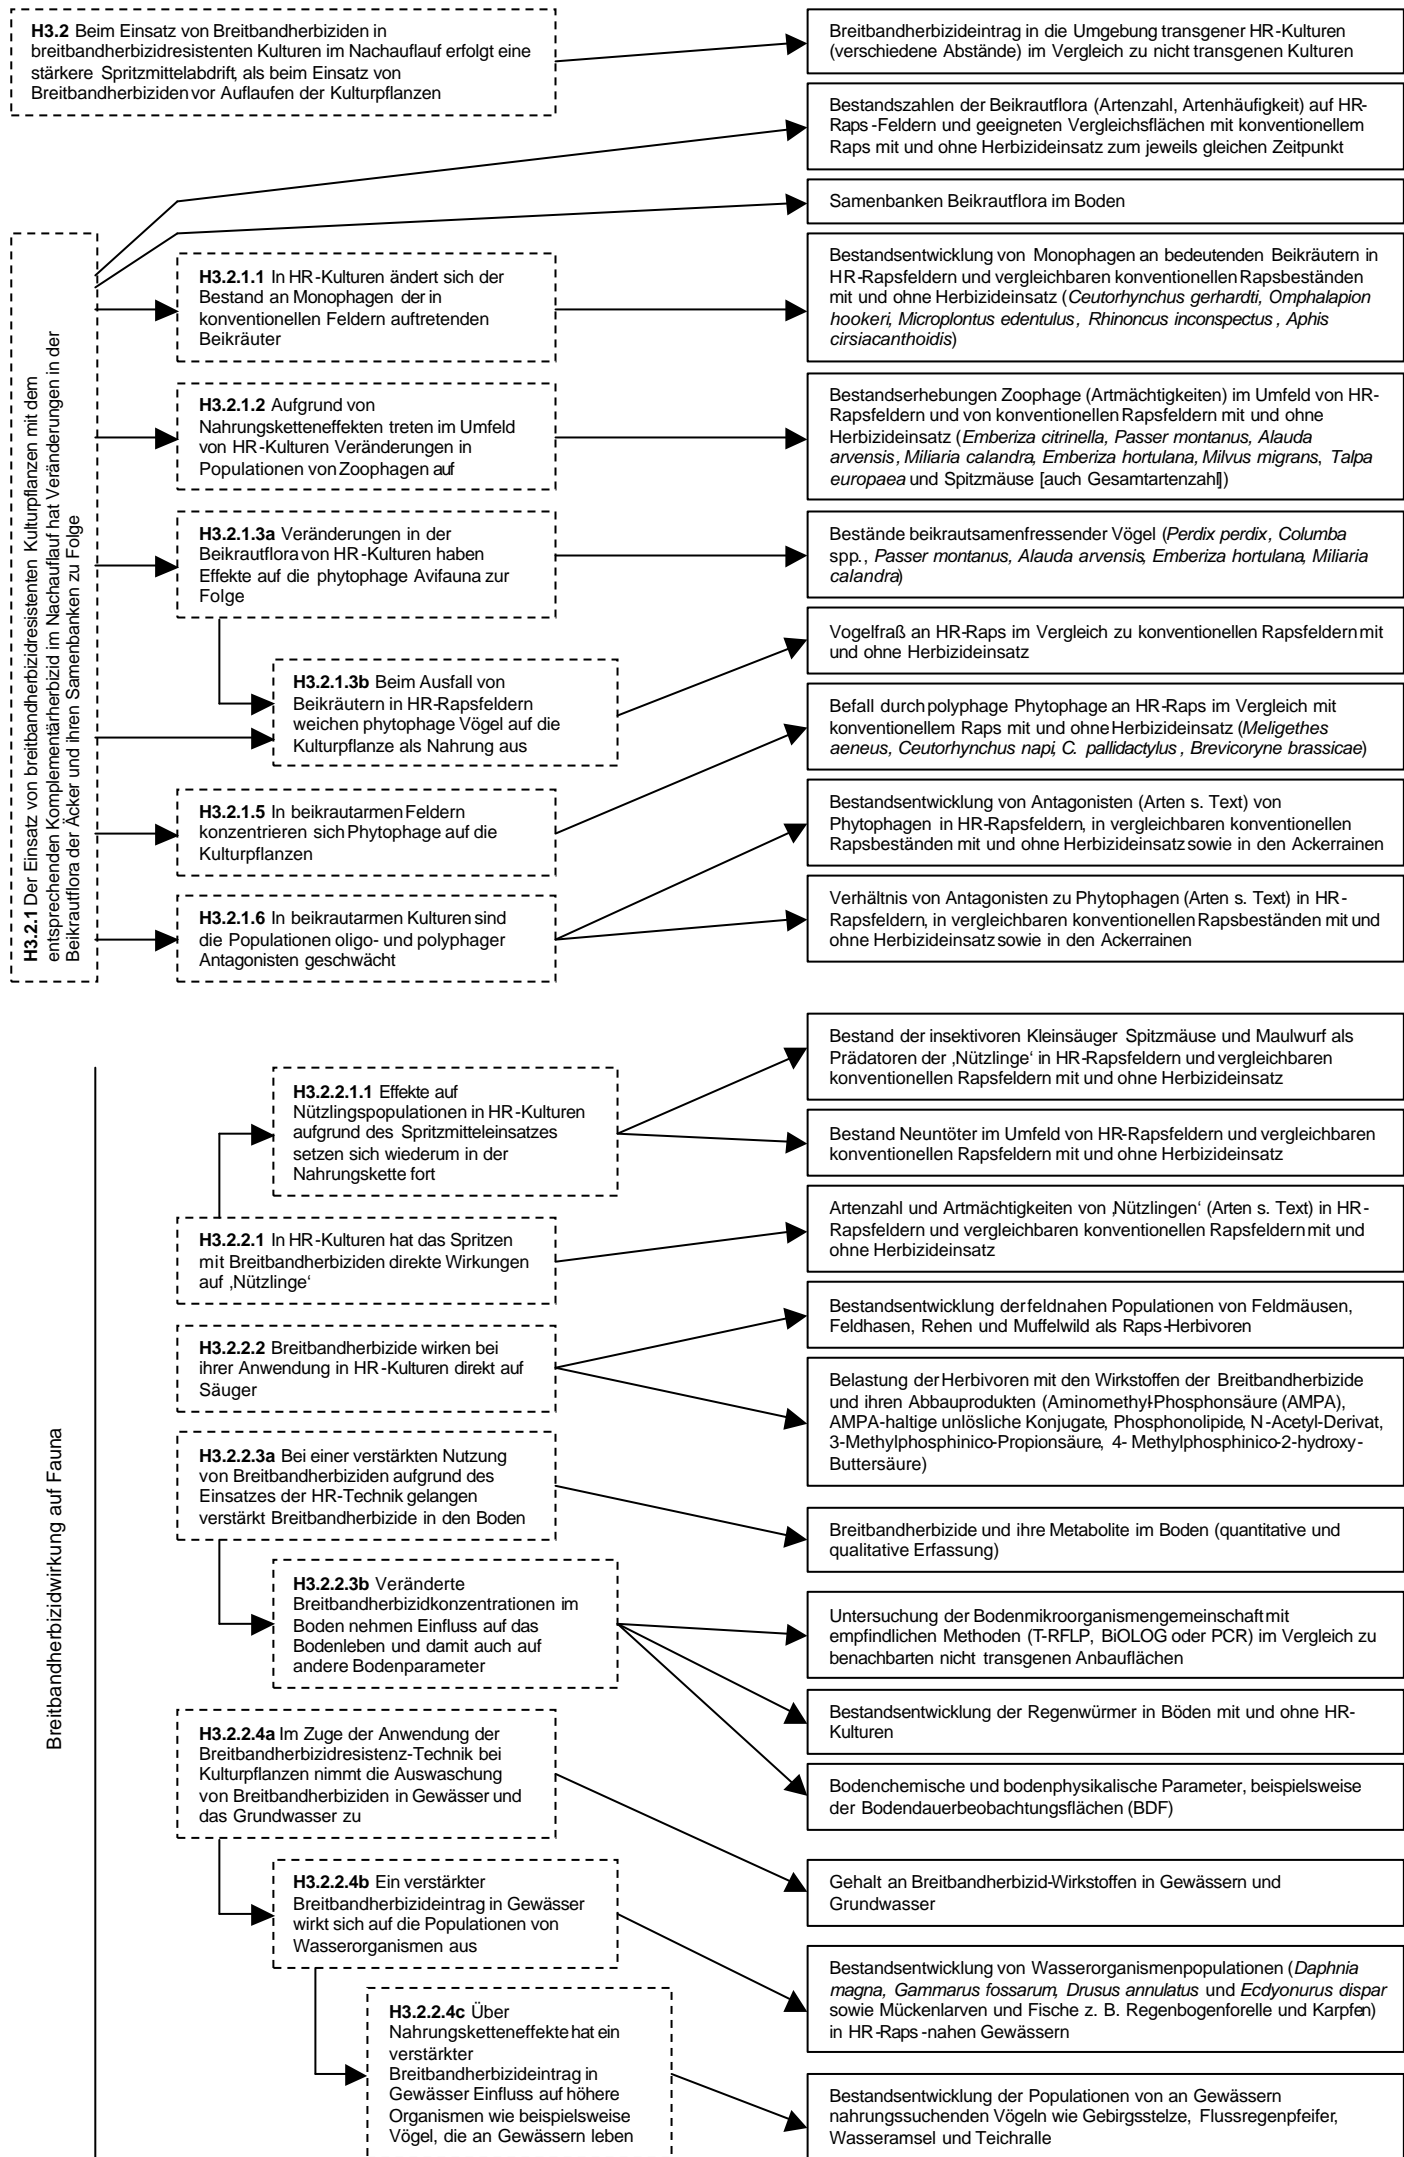 H3.2 Beim Einsatz von Breitbandherbiziden in
breitbandherbizidresistenten Kulturen im Nachauflauf erfolgt eine
stärkere Spritzmittelabdrift, als beim Einsatz von
Breitbandherbiziden vor Auflaufen der Kulturpflanzen
Breitbandherbizideintrag in die Umgebung transgener HR-Kulturen
(verschiedene Abstände) im Vergleich zu nicht transgenen Kulturen
Bestandszahlen der Beikrautflora (Artenzahl, Artenhäufigkeit) auf HR-
Raps-Feldern und geeigneten Vergleichsflächen mit konventionellem
Raps mit und ohne Herbizideinsatz zum jeweils gleichen Zeitpunkt
Samenbanken Beikrautflora im Boden
H3.2.1 Der Einsatz von breitbandherbizidresistenten Kulturpflanzen mit dem
entsprechenden Komplementärherbizid im Nachauflauf hat Veränderungen in der
Beikrautflora der Äcker und ihren Samenbanken zu Folge
H3.2.1.1 In HR-Kulturen ändert sich der
Bestand an Monophagen der in
konventionellen Feldern auftretenden
Beikräuter
Bestandsentwicklung von Monophagen an bedeutenden Beikräutern in
HR-Rapsfeldern und vergleichbaren konventionellen Rapsbeständen
mit und ohne Herbizideinsatz (Ceutorhynchus gerhardti, Omphalapion
hookeri, Microplontus edentulus, Rhinoncus inconspectus, Aphis
cirsiacanthoidis)
H3.2.1.2 Aufgrund von
Nahrungsketteneffekten treten im Umfeld
von HR-Kulturen Veränderungen in
Populationen von Zoophagen auf
Bestandserhebungen Zoophage (Artmächtigkeiten) im Umfeld von HR-
Rapsfeldern und von konventionellen Rapsfeldern mit und ohne
Herbizideinsatz (Emberiza citrinella, Passer montanus, Alauda
arvensis, Miliaria calandra, Emberiza hortulana, Milvus migrans, Talpa
europaea und Spitzmäuse [auch Gesamtartenzahl])
H3.2.1.3a Veränderungen in der
Beikrautflora von HR-Kulturen haben
Effekte auf die phytophage Avifauna zur
Folge
Bestände beikrautsamenfressender Vögel (Perdix perdix, Columba
spp., Passer montanus, Alauda arvensis, Emberiza hortulana, Miliaria
calandra)
H3.2.1.3b Beim Ausfall von
Beikräutern in HR-Rapsfeldern
weichen phytophage Vögel auf die
Kulturpflanze als Nahrung aus
Vogelfraß an HR-Raps im Vergleich zu konventionellen Rapsfeldern mit
und ohne Herbizideinsatz
Befall durch polyphage Phytophage an HR-Raps im Vergleich mit
konventionellem Raps mit und ohne Herbizideinsatz (Meligethes
aeneus, Ceutorhynchus napi, C. pallidactylus, Brevicoryne brassicae)
H3.2.1.5 In beikrautarmen Feldern
konzentrieren sich Phytophage auf die
Kulturpflanzen
Bestandsentwicklung von Antagonisten (Arten s. Text) von
Phytophagen in HR-Rapsfeldern, in vergleichbaren konventionellen
Rapsbeständen mit und ohne Herbizideinsatz sowie in den Ackerrainen
H3.2.1.6 In beikrautarmen Kulturen sind
die Populationen oligo- und polyphager
Antagonisten geschwächt
Verhältnis von Antagonisten zu Phytophagen (Arten s. Text) in HR-
Rapsfeldern, in vergleichbaren konventionellen Rapsbeständen mit und
ohne Herbizideinsatz sowie in den Ackerrainen
Breitbandherbizidwirkung auf Fauna
H3.2.2.1.1 Effekte auf
Nützlingspopulationen in HR-Kulturen
aufgrund des Spritzmitteleinsatzes
setzen sich wiederum in der
Nahrungskette fort
Bestand der insektivoren Kleinsäuger Spitzmäuse und Maulwurf als
Prädatoren der ‚Nützlinge‘ in HR-Rapsfeldern und vergleichbaren
konventionellen Rapsfeldern mit und ohne Herbizideinsatz
Bestand Neuntöter im Umfeld von HR-Rapsfeldern und vergleichbaren
konventionellen Rapsfeldern mit und ohne Herbizideinsatz
H3.2.2.1 In HR-Kulturen hat das Spritzen
mit Breitbandherbiziden direkte Wirkungen
auf ‚Nützlinge‘
Artenzahl und Artmächtigkeiten von ‚Nützlingen‘ (Arten s. Text) in HR-
Rapsfeldern und vergleichbaren konventionellen Rapsfeldern mit und
ohne Herbizideinsatz
H3.2.2.2 Breitbandherbizide wirken bei
ihrer Anwendung in HR-Kulturen direkt auf
Säuger
Bestandsentwicklung der feldnahen Populationen von Feldmäusen,
Feldhasen, Rehen und Muffelwild als Raps-Herbivoren
Belastung der Herbivoren mit den Wirkstoffen der Breitbandherbizide
und ihren Abbauprodukten (Aminomethyl-Phosphonsäure (AMPA),
AMPA-haltige unlösliche Konjugate, Phosphonolipide, N-Acetyl-Derivat,
3-Methylphosphinico-Propionsäure, 4- Methylphosphinico-2-hydroxy-
Buttersäure)
H3.2.2.3a Bei einer verstärkten Nutzung
von Breitbandherbiziden aufgrund des
Einsatzes der HR-Technik gelangen
verstärkt Breitbandherbizide in den Boden
Breitbandherbizide und ihre Metabolite im Boden (quantitative und
qualitative Erfassung)
H3.2.2.3b Veränderte
Breitbandherbizidkonzentrationen im
Boden nehmen Einfluss auf das
Bodenleben und damit auch auf
andere Bodenparameter
Untersuchung der Bodenmikroorganismengemeinschaft mit
empfindlichen Methoden (T-RFLP, BiOLOG oder PCR) im Vergleich zu
benachbarten nicht transgenen Anbauflächen
Bestandsentwicklung der Regenwürmer in Böden mit und ohne HR-
Kulturen
Bodenchemische und bodenphysikalische Parameter, beispielsweise
der Bodendauerbeobachtungsflächen (BDF)
H3.2.2.4a Im Zuge der Anwendung der
Breitbandherbizidresistenz-Technik bei
Kulturpflanzen nimmt die Auswaschung
von Breitbandherbiziden in Gewässer und
das Grundwasser zu
Gehalt an Breitbandherbizid-Wirkstoffen in Gewässern und
Grundwasser
H3.2.2.4b Ein verstärkter
Breitbandherbizideintrag in Gewässer
wirkt sich auf die Populationen von
Wasserorganismen aus
Bestandsentwicklung von Wasserorganismenpopulationen (Daphnia
magna, Gammarus fossarum, Drusus annulatus und Ecdyonurus dispar
sowie Mückenlarven und Fische z. B. Regenbogenforelle und Karpfen)
in HR-Raps-nahen Gewässern
H3.2.2.4c Über
Nahrungsketteneffekte hat ein
verstärkter
Breitbandherbizideintrag in
Gewässer Einfluss auf höhere
Organismen wie beispielsweise
Vögel, die an Gewässern leben
Bestandsentwicklung der Populationen von an Gewässern
nahrungssuchenden Vögeln wie Gebirgsstelze, Flussregenpfeifer,
Wasseramsel und Teichralle